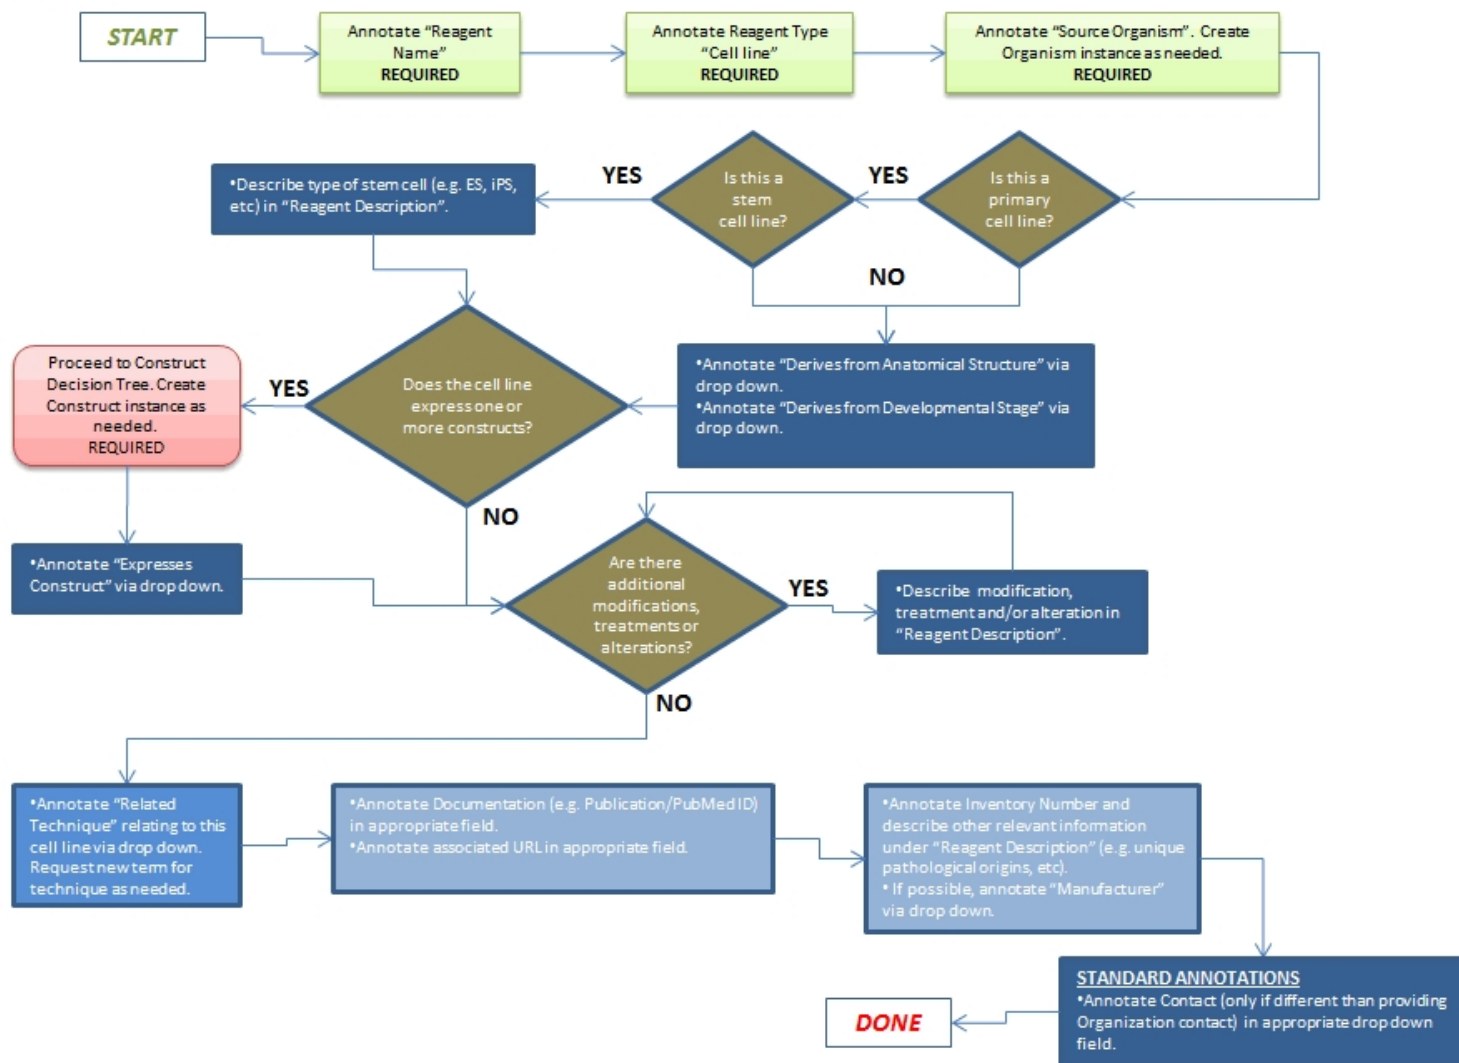 START
Annotate “Reagent
Name”
REQUIRED
Annotate Reagent Type
“Cell line”
REQUIRED
Annotate “Source Organism”. Create
Organism instance as needed.
REQUIRED
Is this a
primary
cell line?
YES
Is this a
stem
cell line?
YES
•Describe type of stem cell (e.g. ES, iPS,
etc) in “Reagent Description”.
NO
•Annotate “Derives from Anatomical Structure” via
drop down.
•Annotate “Derives from Developmental Stage” via
drop down.
Does the cell line
express one or
more constructs?
YES
Proceed to Construct
Decision Tree. Create
Construct instance as
needed.
REQUIRED
•Annotate “Expresses
Construct” via drop down.
NO
Are there
additional
modifications,
treatments or
alterations?
YES
•Describe modification,
treatment and/or alteration in
“Reagent Description”.
NO
•Annotate “Related
Technique” relating to this
cell line via drop down.
Request new term for
technique as needed.
•Annotate Documentation (e.g. Publication/PubMed ID)
in appropriate field.
•Annotate associated URL in appropriate field.
•Annotate Inventory Number and
describe other relevant information
under “Reagent Description” (e.g. unique
pathological origins, etc).
• If possible, annotate “Manufacturer”
via drop down.
STANDARD ANNOTATIONS
•Annotate Contact (only if different than providing
Organization contact) in appropriate drop down
field.
DONE